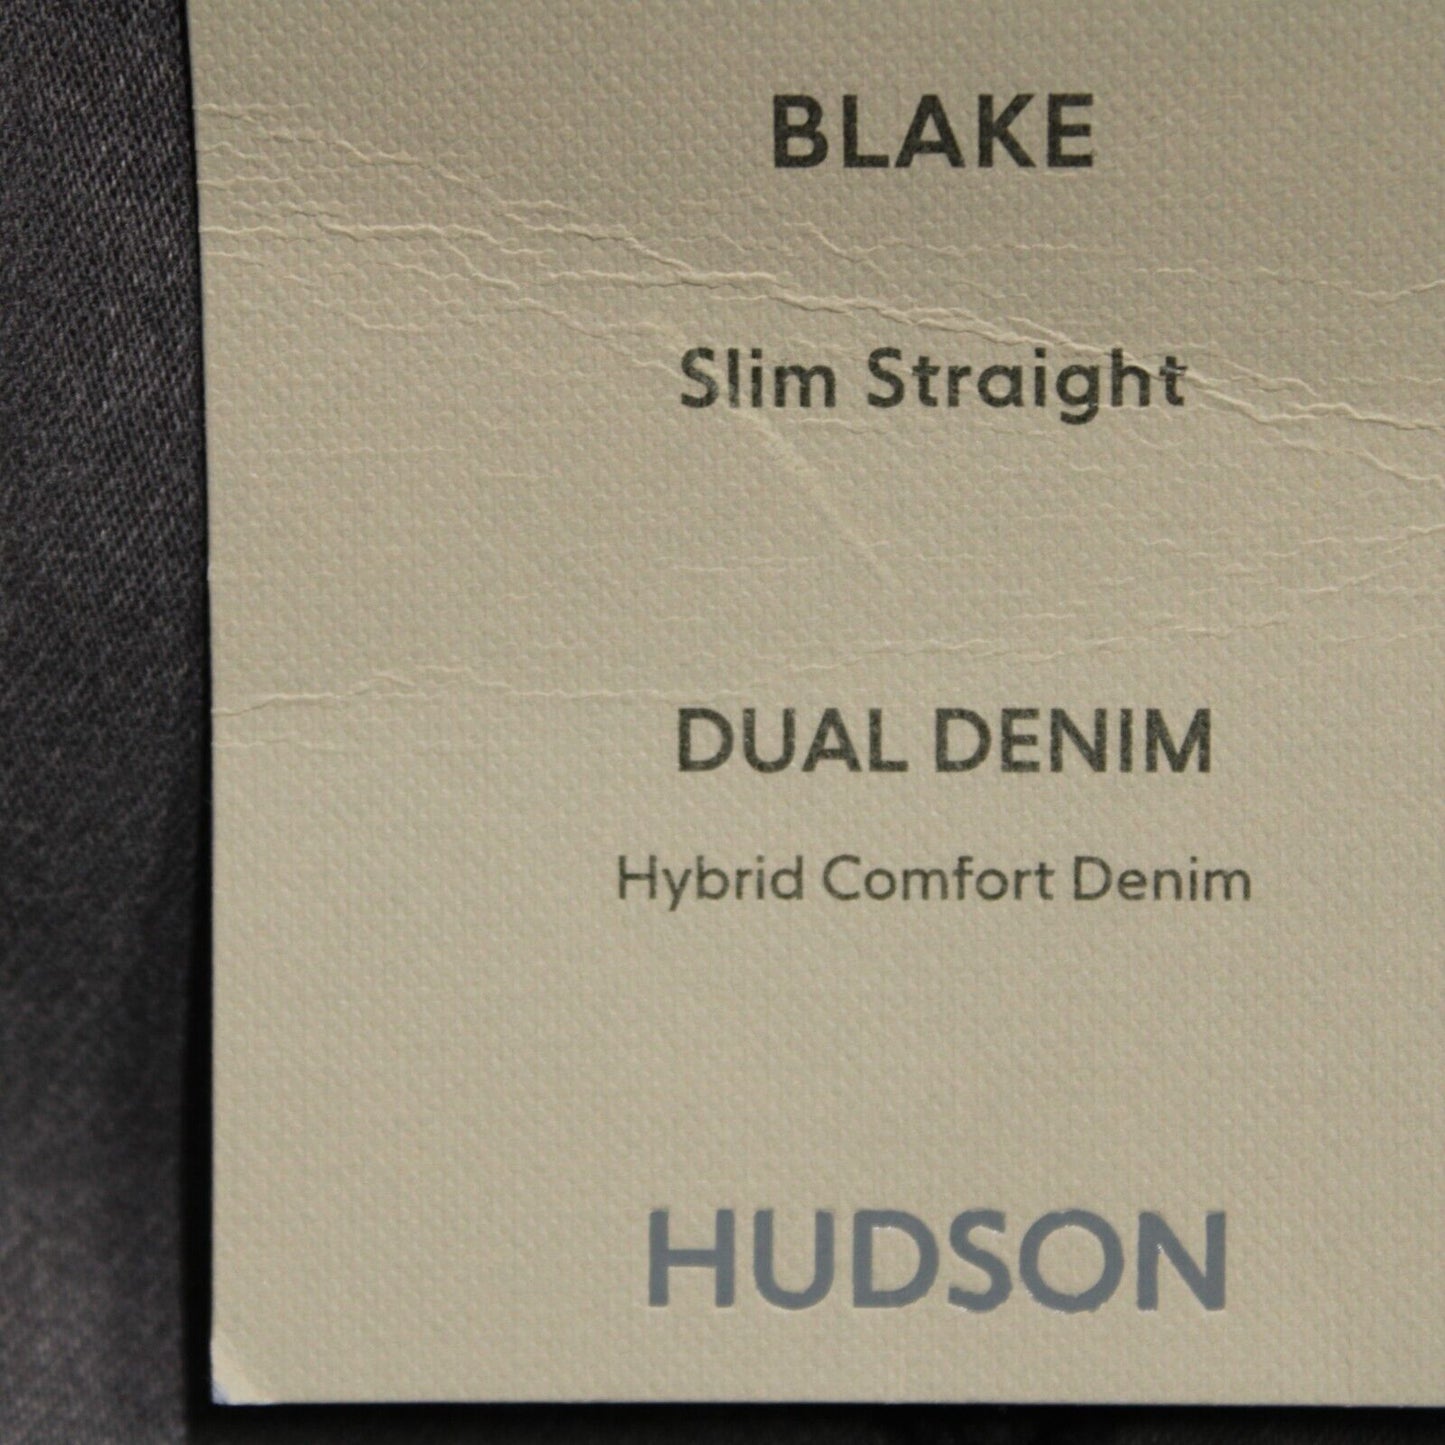 BLAKE
Slim Straight
DUAL DENIM
Hybrid Comfort Denim
HUDSON